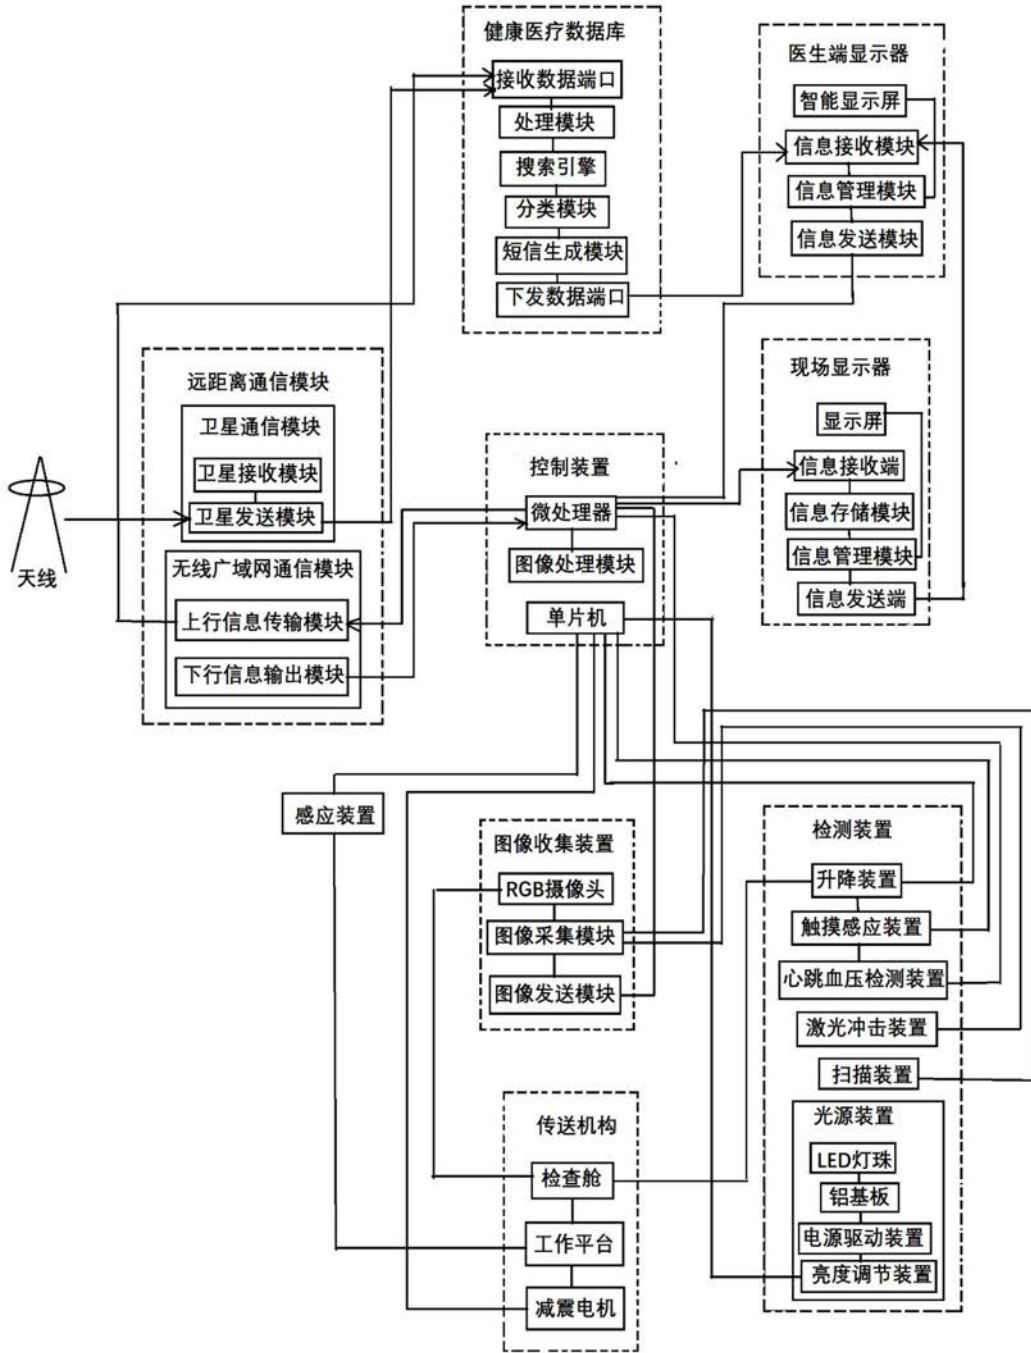 健康医疗数据库
接收数据端口
处理模块
搜索引擎
分类模块
短信生成模块
下发数据端口
医生端显示器
智能显示屏
信息接收模块
信息管理模块
信息发送模块
远距离通信模块
卫星通信模块
卫星接收模块
卫星发送模块
无线广域网通信模块
上行信息传输模块
下行信息输出模块
天线
控制装置
微处理器
图像处理模块
单片机
现场显示器
显示屏
信息接收端
信息存储模块
信息管理模块
信息发送端
感应装置
图像收集装置
RGB摄像头
图像采集模块
图像发送模块
检测装置
升降装置
触摸感应装置
心跳血压检测装置
激光冲击装置
扫描装置
光源装置
LED灯珠
铝基板
电源驱动装置
亮度调节装置
传送机构
检查舱
工作平台
减震电机